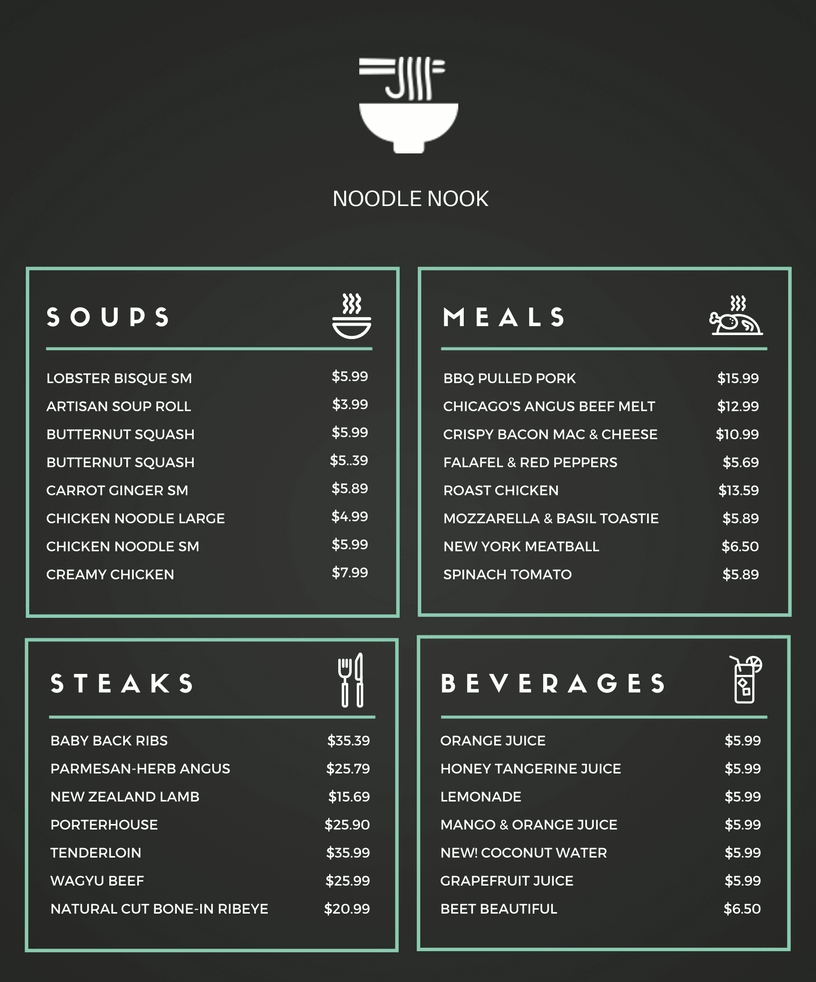 NOODLE NOOK
SOUPS
LOBSTER BISQUE SM $5.99
ARTISAN SOUP ROLL $3.99
BUTTERNUT SQUASH $5.99
BUTTERNUT SQUASH $5..39
CARROT GINGER SM $5.89
CHICKEN NOODLE LARGE $4.99
CHICKEN NOODLE SM $5.99
CREAMY CHICKEN $7.99
MEALS
BBQ PULLED PORK $15.99
CHICAGO'S ANGUS BEEF MELT $12.99
CRISPY BACON MAC & CHEESE $10.99
FALAFEL & RED PEPPERS $5.69
ROAST CHICKEN $13.59
MOZZARELLA & BASIL TOASTIE $5.89
NEW YORK MEATBALL $6.50
SPINACH TOMATO $5.89
STEAKS
BABY BACK RIBS $35.39
PARMESAN-HERB ANGUS $25.79
NEW ZEALAND LAMB $15.69
PORTERHOUSE $25.90
TENDERLOIN $35.99
WAGYU BEEF $25.99
NATURAL CUT BONE-IN RIBEYE $20.99
BEVERAGES
ORANGE JUICE $5.99
HONEY TANGERINE JUICE $5.99
LEMONADE $5.99
MANGO & ORANGE JUICE $5.99
NEW! COCONUT WATER $5.99
GRAPEFRUIT JUICE $5.99
BEET BEAUTIFUL $6.50